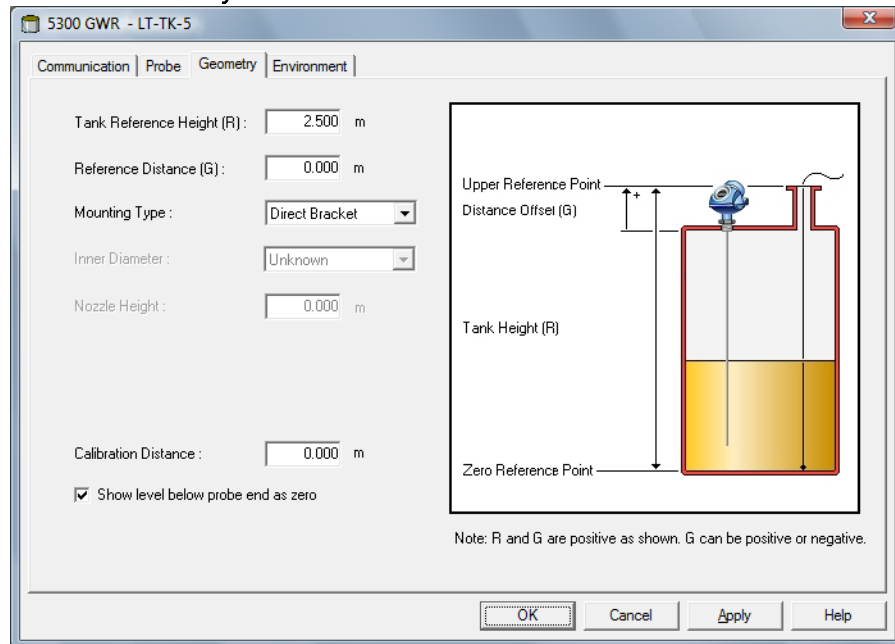 5300 GWR - LT-TK-5
Communication
Probe
Geometry
Environment
Tank Reference Height (R) : 2.500 m
Reference Distance (G) : 0.000 m
Mounting Type : Direct Bracket
Inner Diameter : Unknown
Nozzle Height : 0.000 m
Calibration Distance : 0.000 m
Show level below probe end as zero
Upper Reference Point
+
Distance Offset (G)
Tank Height (R)
Zero Reference Point
Note: R and G are positive as shown. G can be positive or negative.
OK
Cancel
Apply
Help